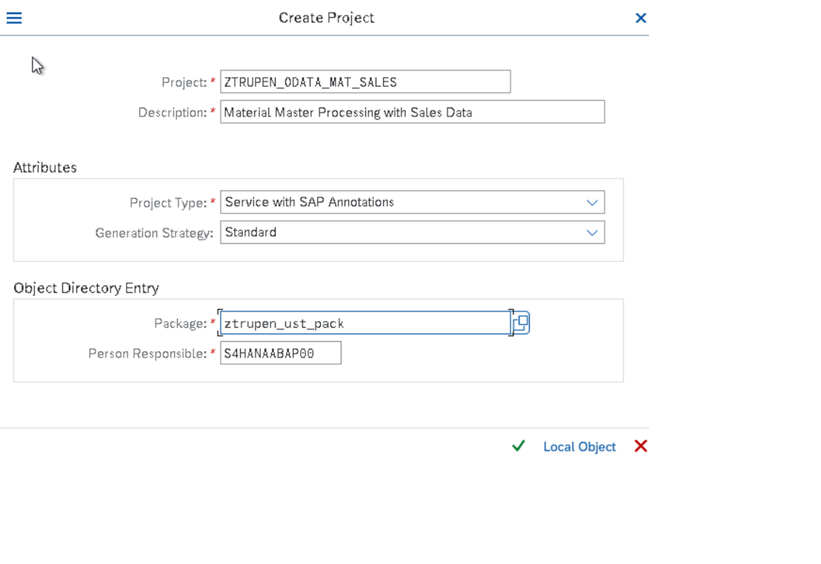 Create Project
Project: * ZTRUPEN_ODATA_MAT_SALES
Description: * Material Master Processing with Sales Data
Attributes
Project Type: * Service with SAP Annotations
Generation Strategy: Standard
Object Directory Entry
Package: * ztrupen_ust_pack
Person Responsible: * S4HANAABAP00
Local Object